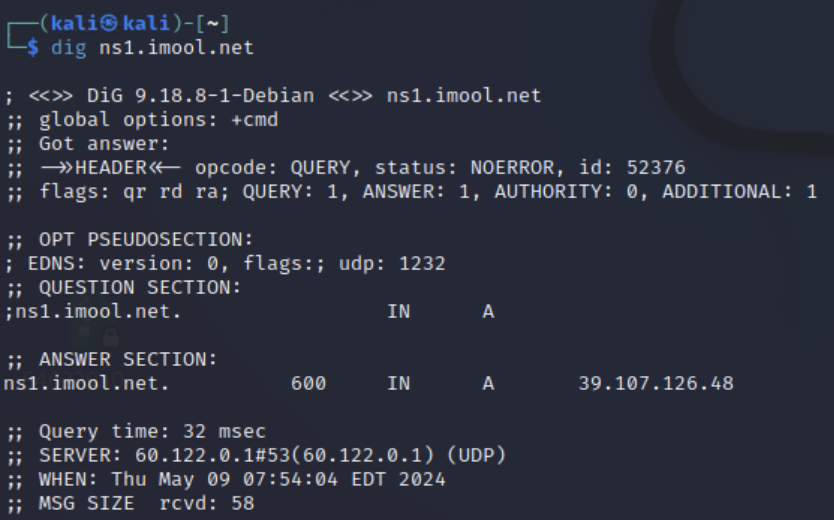 ┌──(kali㉿kali)-[~]
└─$ dig ns1.imool.net
; <<>> DiG 9.18.8-1-Debian <<>> ns1.imool.net
;; global options: +cmd
;; Got answer:
;; ->>HEADER<<- opcode: QUERY, status: NOERROR, id: 52376
;; flags: qr rd ra; QUERY: 1, ANSWER: 1, AUTHORITY: 0, ADDITIONAL: 1
;; OPT PSEUDOSECTION:
; EDNS: version: 0, flags:; udp: 1232
;; QUESTION SECTION:
;ns1.imool.net. IN A
;; ANSWER SECTION:
ns1.imool.net. 600 IN A 39.107.126.48
;; Query time: 32 msec
;; SERVER: 60.122.0.1#53(60.122.0.1) (UDP)
;; WHEN: Thu May 09 07:54:04 EDT 2024
;; MSG SIZE rcvd: 58